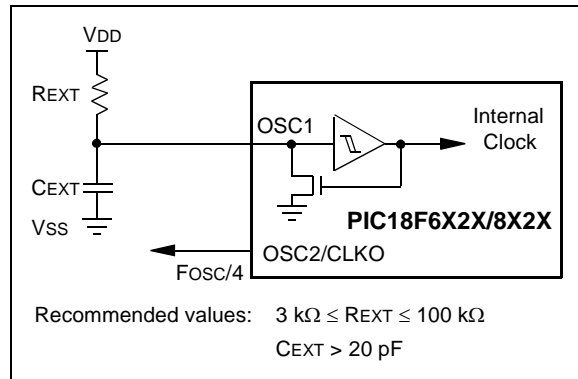 VDD
REXT
OSC1
Internal
Clock
CEXT
VSS
PIC18F6X2X/8X2X
OSC2/CLKO
FOSC/4
Recommended values: 3 kΩ ≤ REXT ≤ 100 kΩ
CEXT > 20 pF